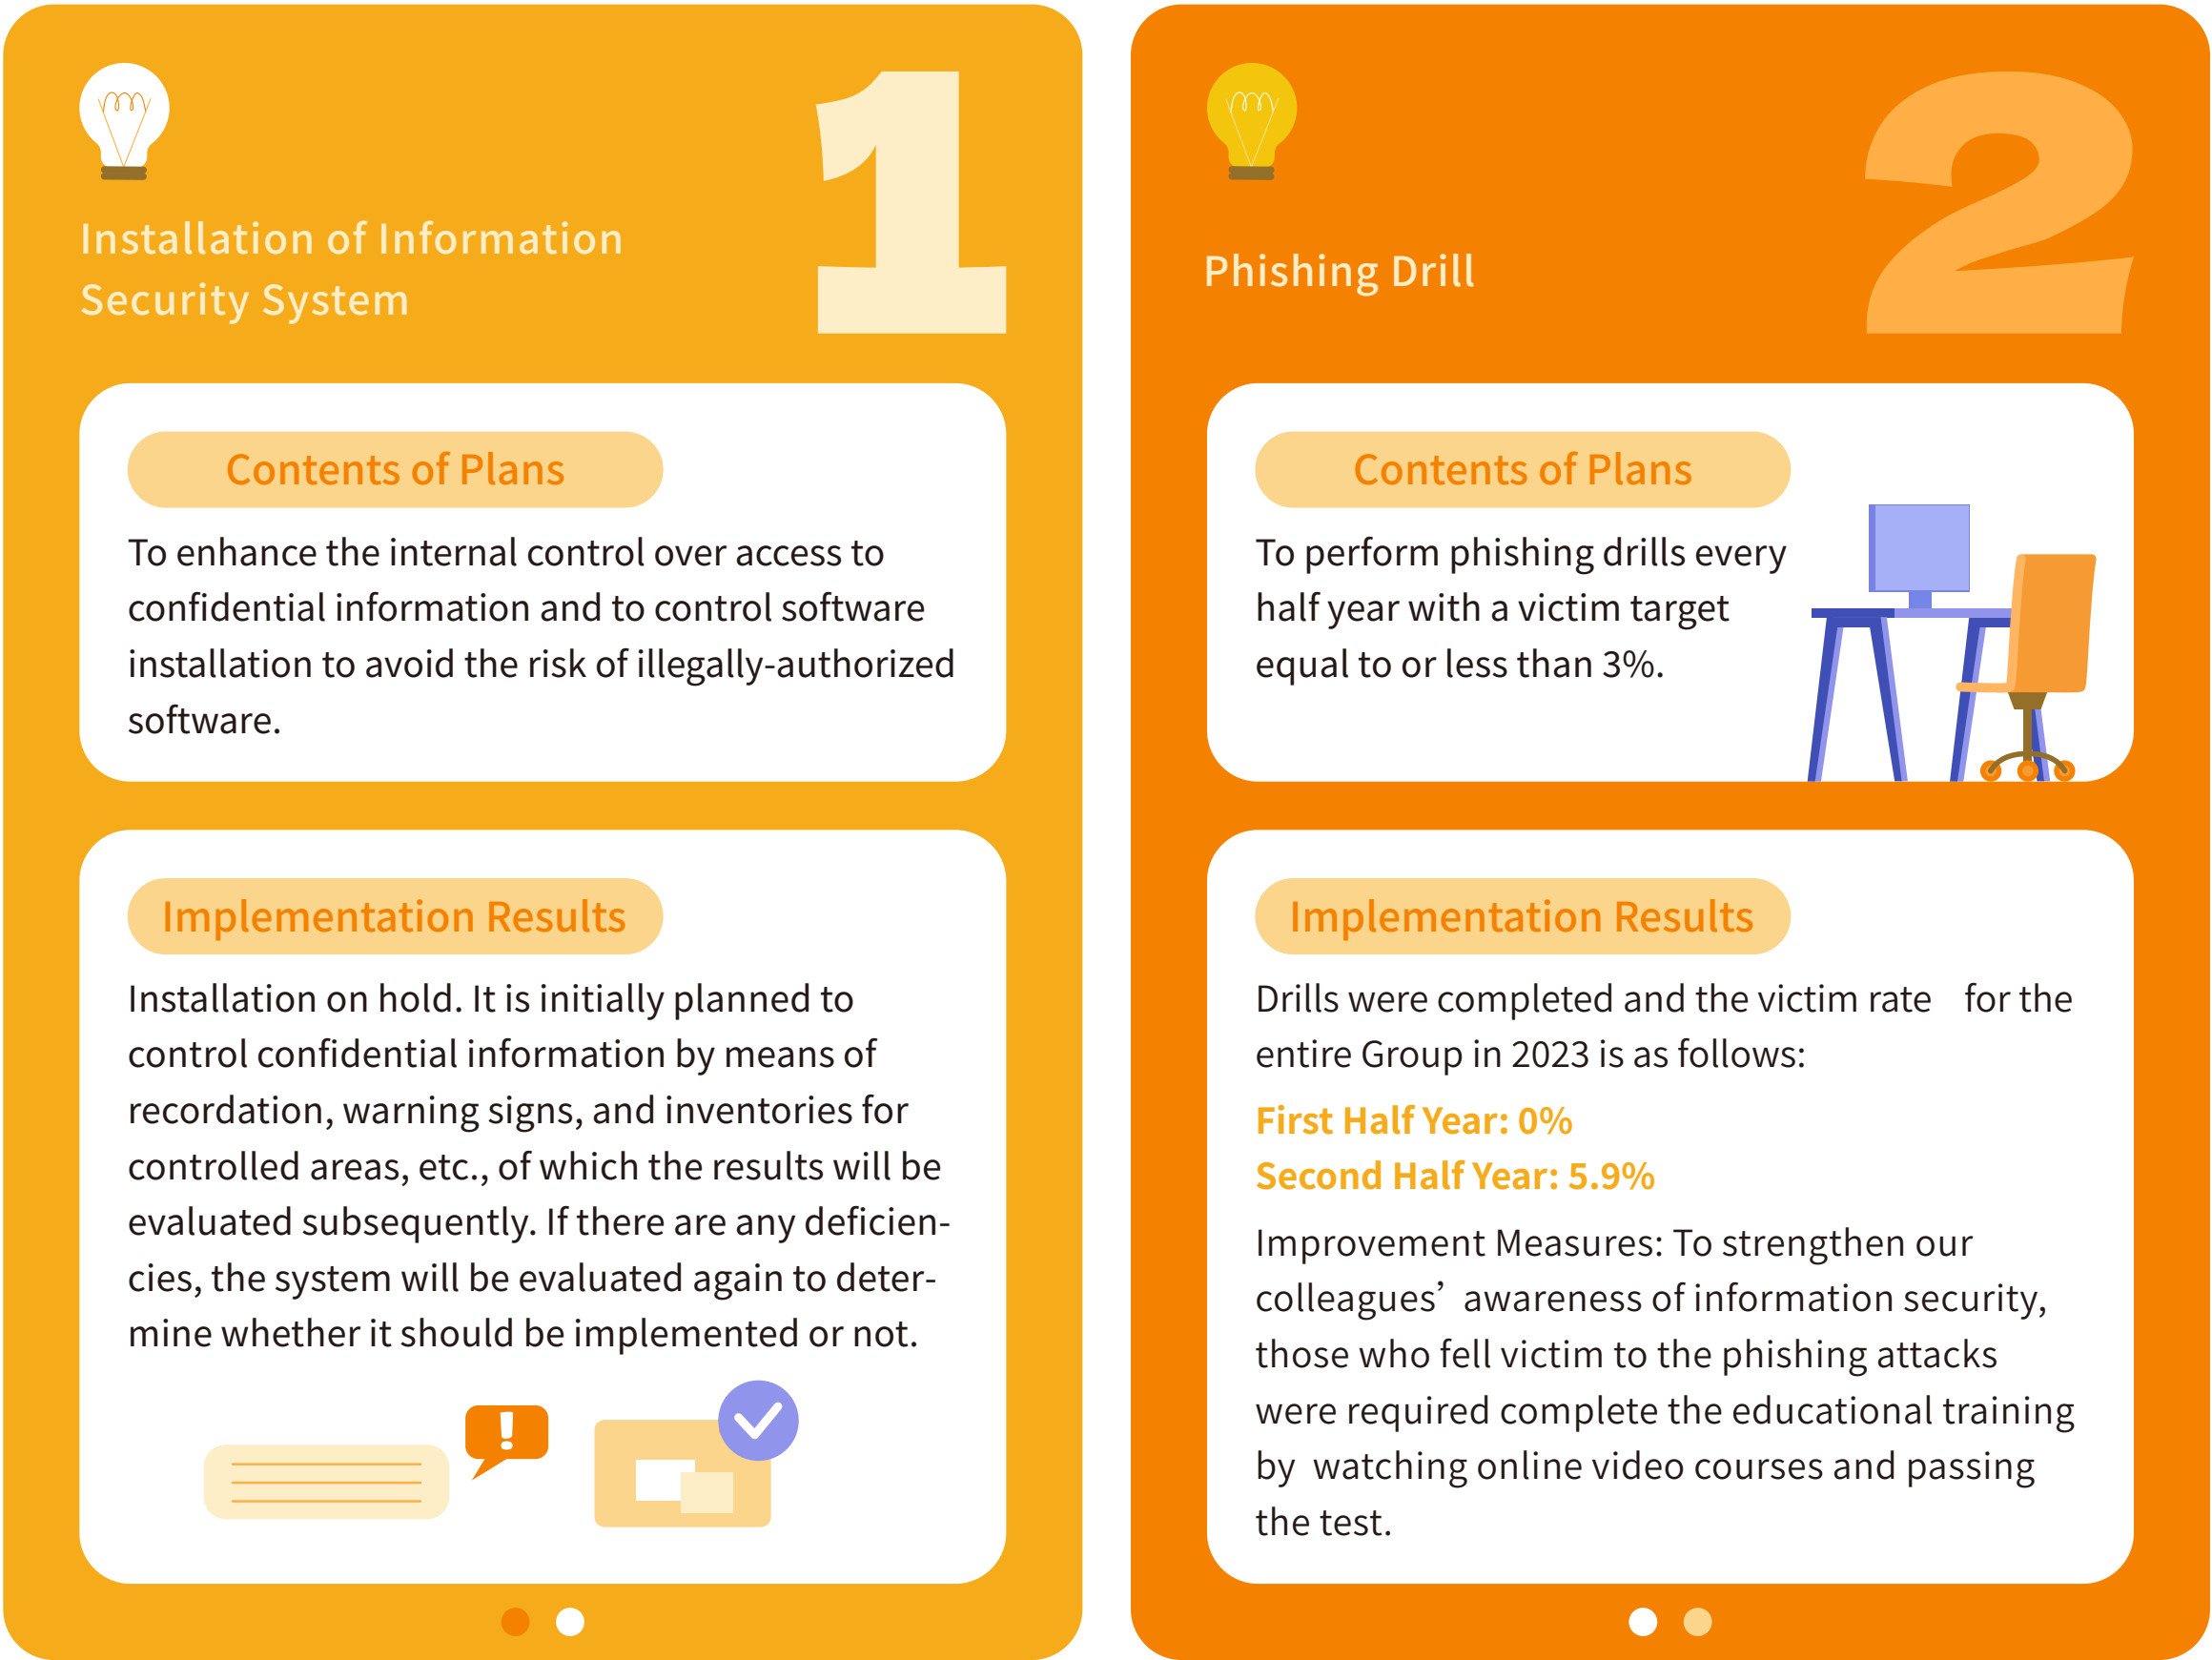 1
Installation of Information
Security System
Contents of Plans
To enhance the internal control over access to
confidential information and to control software
installation to avoid the risk of illegally-authorized
software.
Implementation Results
Installation on hold. It is initially planned to
control confidential information by means of
recordation, warning signs, and inventories for
controlled areas, etc., of which the results will be
evaluated subsequently. If there are any deficien-
cies, the system will be evaluated again to deter-
mine whether it should be implemented or not.
!
2
Phishing Drill
Contents of Plans
To perform phishing drills every
half year with a victim target
equal to or less than 3%.
Implementation Results
Drills were completed and the victim rate for the
entire Group in 2023 is as follows:
First Half Year: 0%
Second Half Year: 5.9%
Improvement Measures: To strengthen our
colleagues’ awareness of information security,
those who fell victim to the phishing attacks
were required complete the educational training
by watching online video courses and passing
the test.